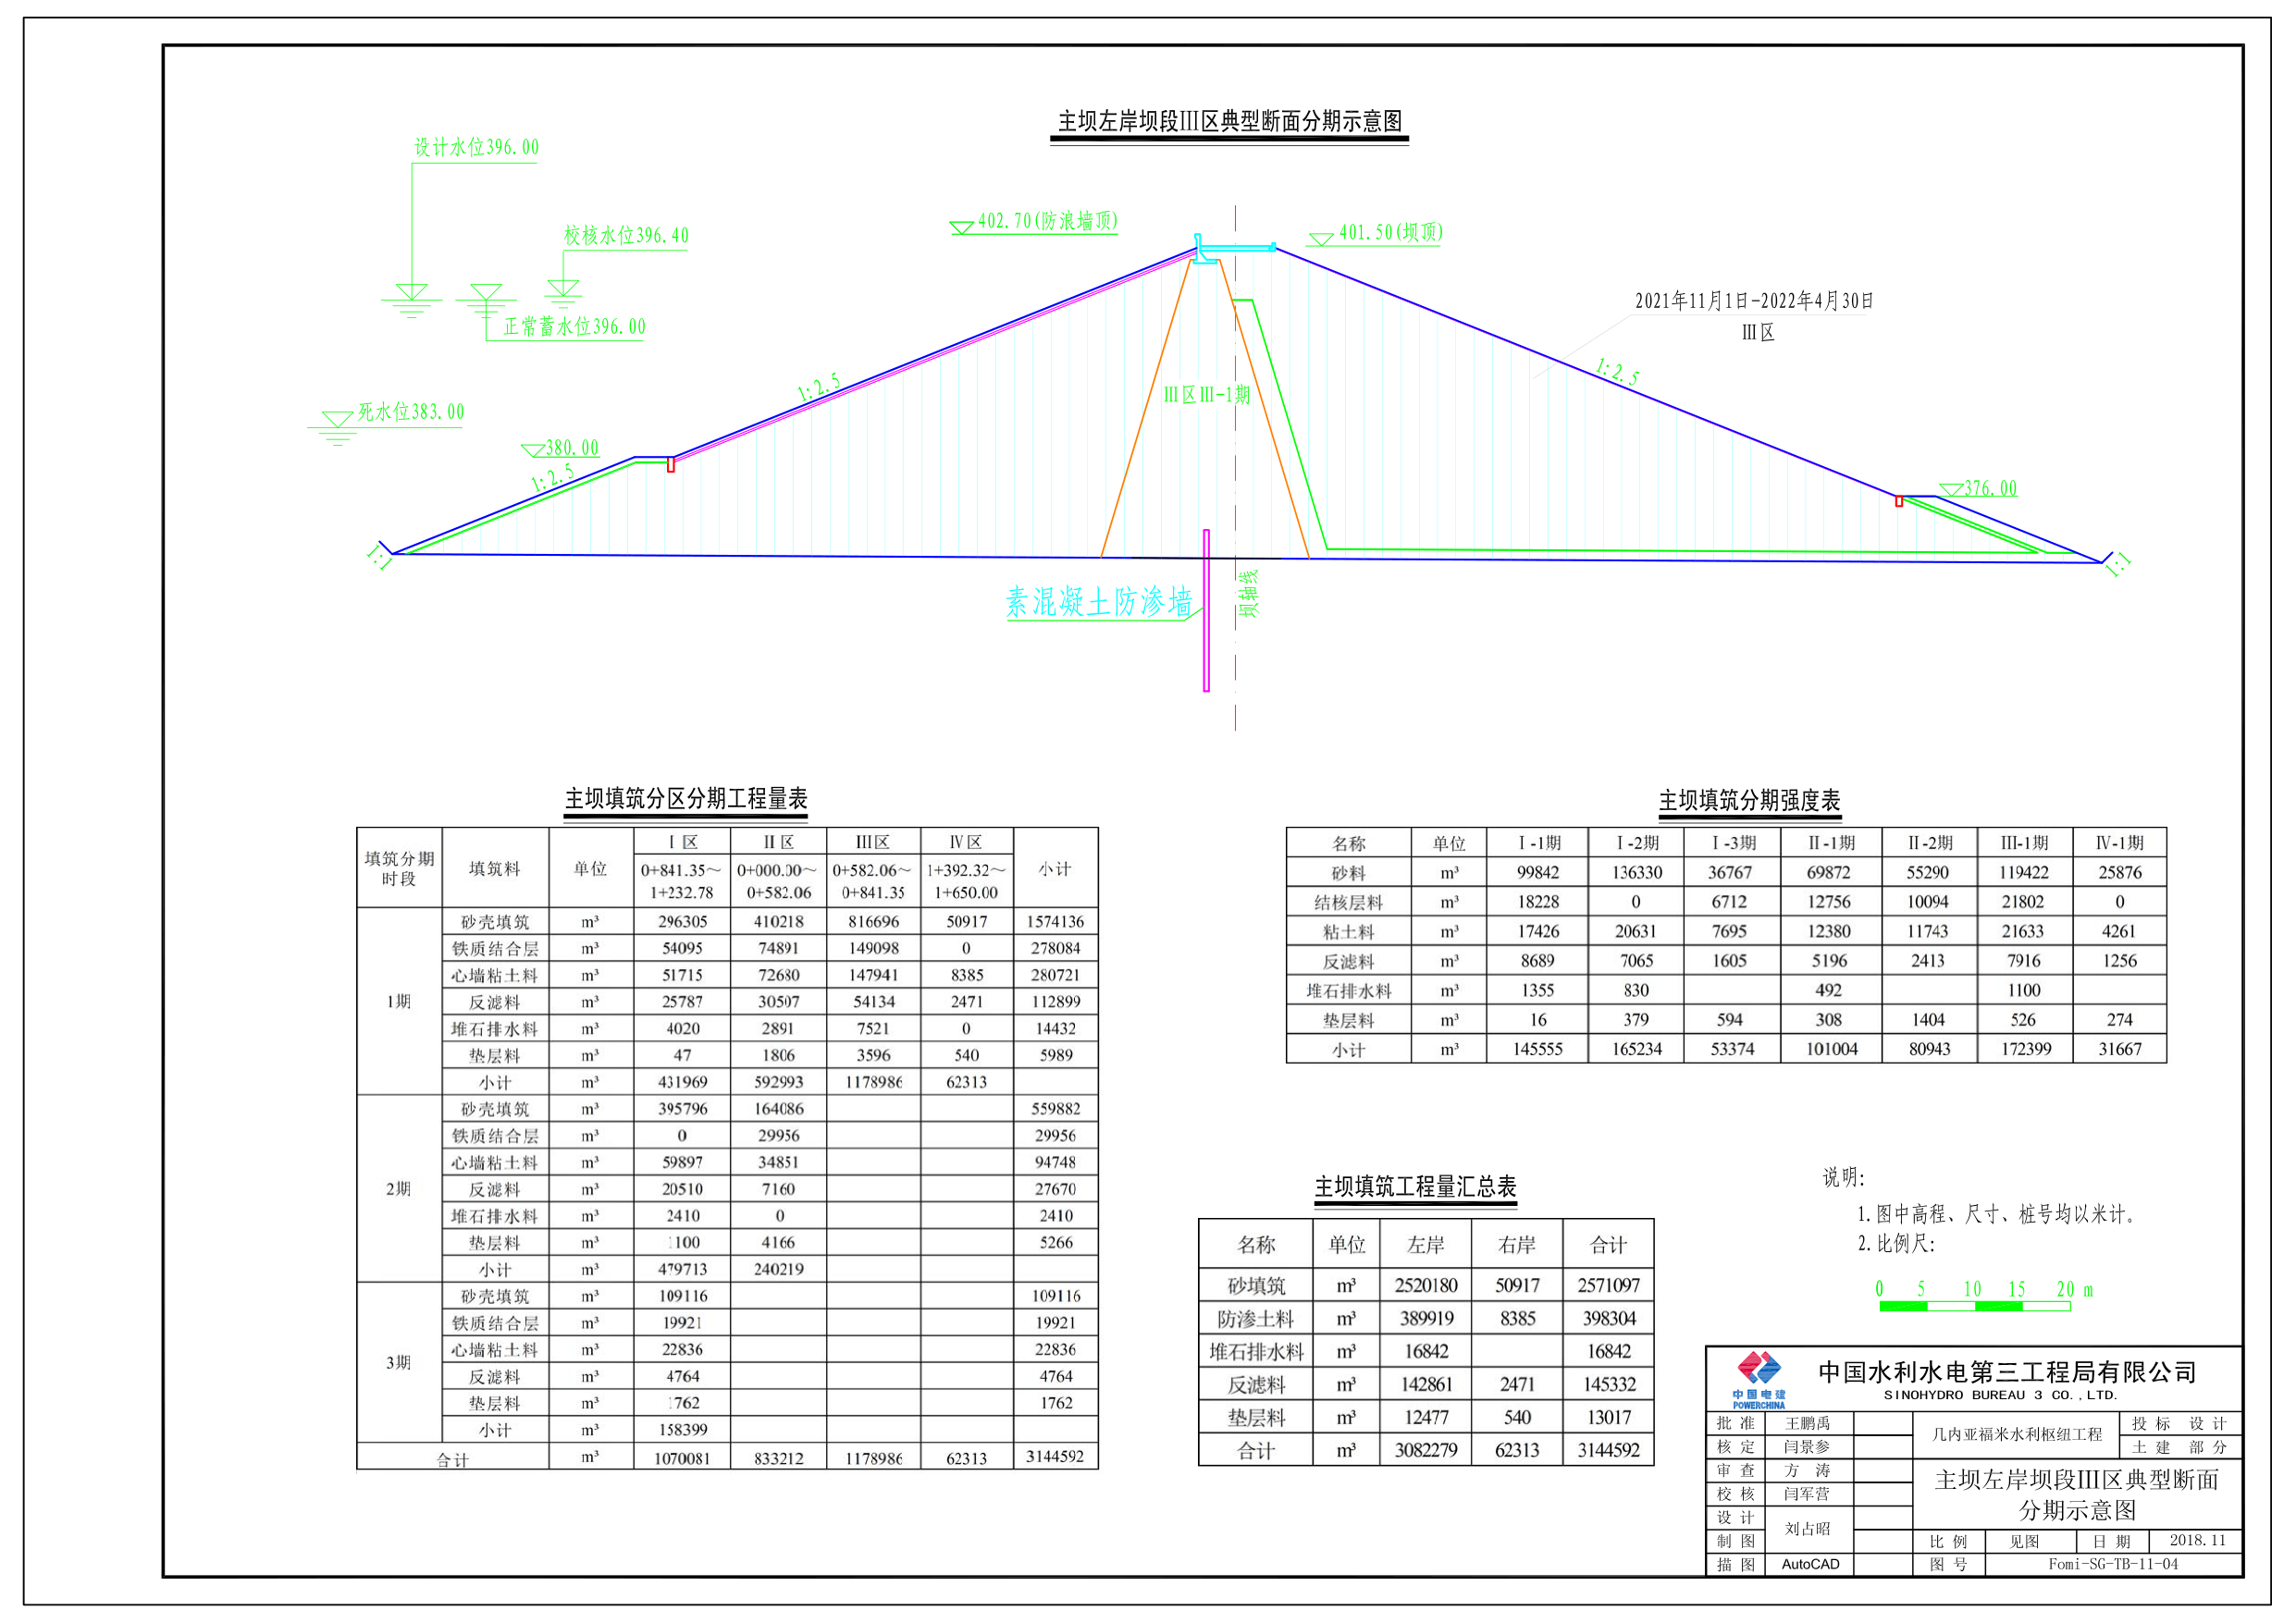 主坝左岸坝段III区典型断面分期示意图
设计水位396.00
校核水位396.40
正常蓄水位396.00
死水位383.00
402.70(防浪墙顶)
401.50(坝顶)
2021年11月1日-2022年4月30日
III区
1:2.5
1:2.5
III区III-1期
380.00
1:2.5
376.00
1:1
1:1
素混凝土防渗墙
坝轴线
主坝填筑分区分期工程量表
填筑分期时段 填筑料 单位 I 区 II 区 III区 IV区 小计
0+841.35～1+232.78 0+000.00～0+582.06 0+582.06～0+841.35 1+392.32～1+650.00
1期
砂壳填筑 m³ 296305 410218 816696 50917 1574136
铁质结合层 m³ 54095 74891 149098 0 278084
心墙粘土料 m³ 51715 72680 147941 8385 280721
反滤料 m³ 25787 30507 54134 2471 112899
堆石排水料 m³ 4020 2891 7521 0 14432
垫层料 m³ 47 1806 3596 540 5989
小计 m³ 431969 592993 1178986 62313
2期
砂壳填筑 m³ 395796 164086 559882
铁质结合层 m³ 0 29956 29956
心墙粘土料 m³ 59897 34851 94748
反滤料 m³ 20510 7160 27670
堆石排水料 m³ 2410 0 2410
垫层料 m³ 1100 4166 5266
小计 m³ 479713 240219
3期
砂壳填筑 m³ 109116 109116
铁质结合层 m³ 19921 19921
心墙粘土料 m³ 22836 22836
反滤料 m³ 4764 4764
垫层料 m³ 1762 1762
小计 m³ 158399
合计 m³ 1070081 833212 1178986 62313 3144592
主坝填筑分期强度表
名称 单位 I-1期 I-2期 I-3期 II-1期 II-2期 III-1期 IV-1期
砂料 m³ 99842 136330 36767 69872 55290 119422 25876
结核层料 m³ 18228 0 6712 12756 10094 21802 0
粘土料 m³ 17426 20631 7695 12380 11743 21633 4261
反滤料 m³ 8689 7065 1605 5196 2413 7916 1256
堆石排水料 m³ 1355 830 492 1100
垫层料 m³ 16 379 594 308 1404 526 274
小计 m³ 145555 165234 53374 101004 80943 172399 31667
主坝填筑工程量汇总表
名称 单位 左岸 右岸 合计
砂填筑 m³ 2520180 50917 2571097
防渗土料 m³ 389919 8385 398304
堆石排水料 m³ 16842 16842
反滤料 m³ 142861 2471 145332
垫层料 m³ 12477 540 13017
合计 m³ 3082279 62313 3144592
说明:
1.图中高程、尺寸、桩号均以米计。
2.比例尺:
0 5 10 15 20 m
中国电建
POWERCHINA
中国水利水电第三工程局有限公司
SINOHYDRO BUREAU 3 CO.,LTD.
批 准 王鹏禹
核 定 闫景参
审 查 方 涛
校 核 闫军营
设 计 刘占昭
制 图
描 图 AutoCAD
几内亚福米水利枢纽工程
投 标 设 计
土 建 部 分
主坝左岸坝段III区典型断面
分期示意图
比 例 见图 日 期 2018.11
图 号 Fomi-SG-TB-11-04